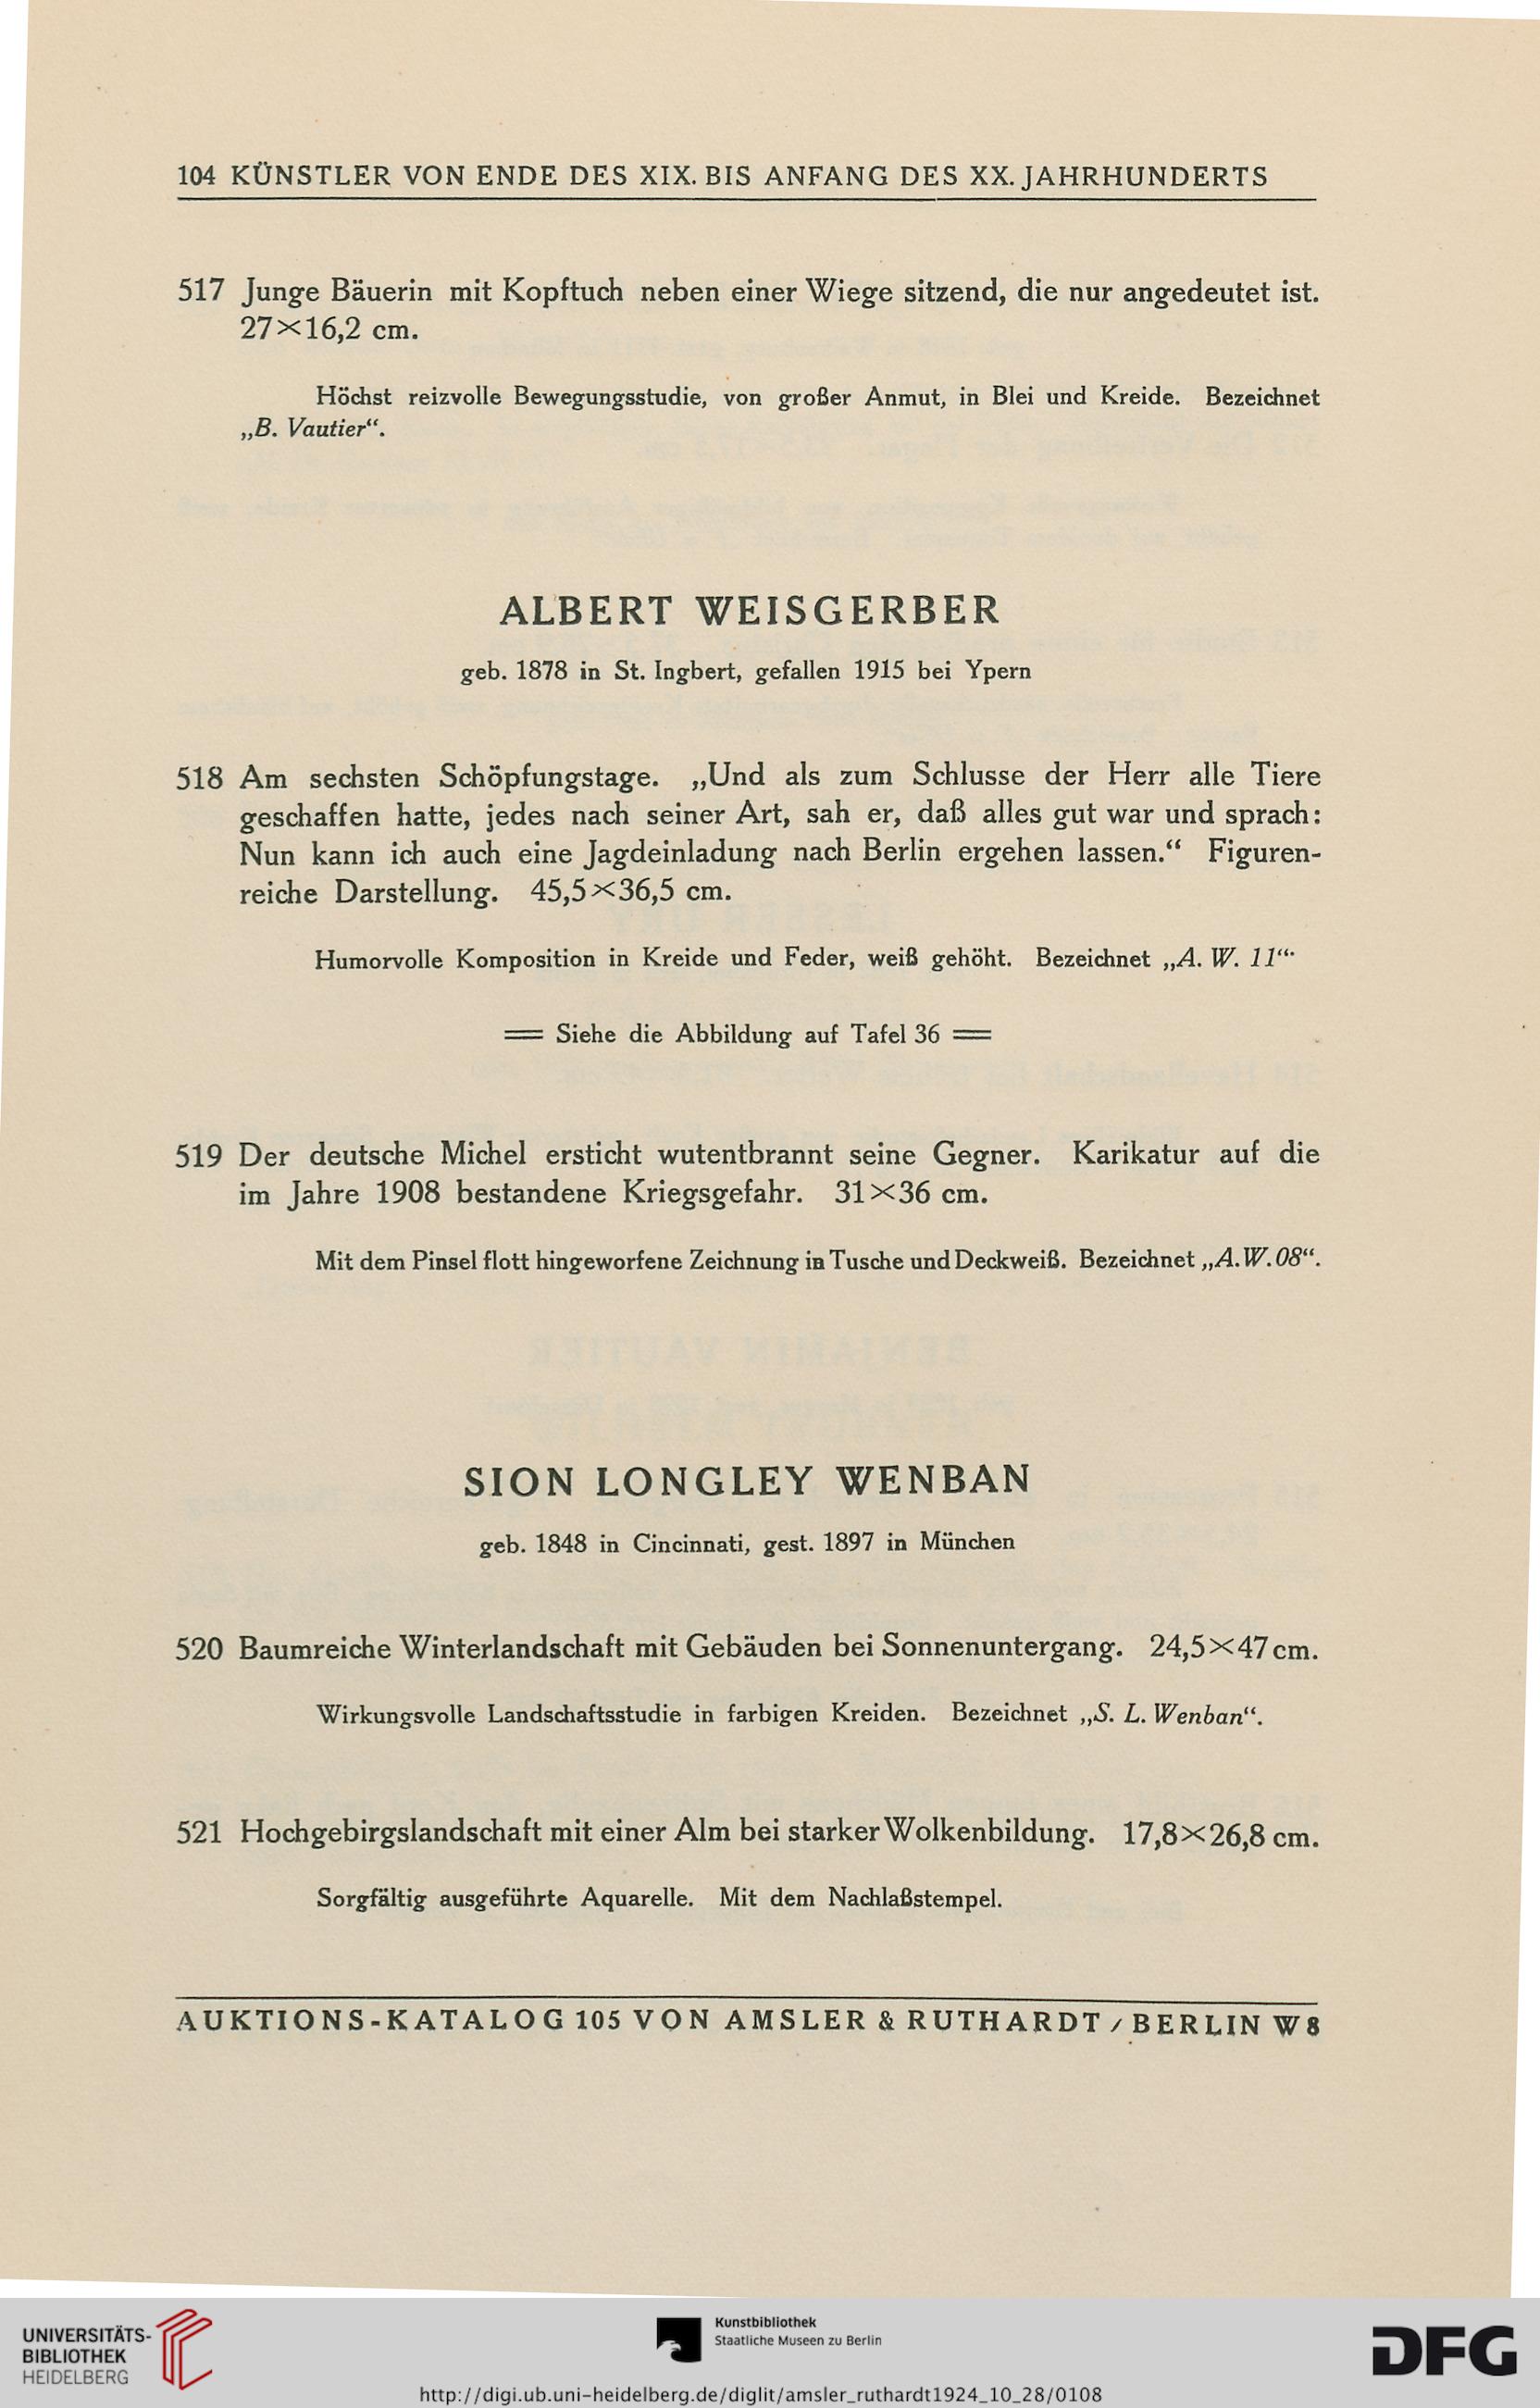 104 KÜNSTLER VON ENDE DES XIX. BIS ANFANG DES XX. JAHRHUNDERTS
517 Junge Bäuerin mit Kopftuch neben einer Wiege sitzend, die nur angedeutet ist.
27×16,2 cm.
Höchst reizvolle Bewegungsstudie, von großer Anmut, in Blei und Kreide. Bezeichnet
„B. Vautier“.
ALBERT WEISGERBER
geb. 1878 in St. Ingbert, gefallen 1915 bei Ypern
518 Am sechsten Schöpfungstage. „Und als zum Schlusse der Herr alle Tiere
geschaffen hatte, jedes nach seiner Art, sah er, daß alles gut war und sprach:
Nun kann ich auch eine Jagdeinladung nach Berlin ergehen lassen.“ Figuren-
reiche Darstellung. 45,5×36,5 cm.
Humorvolle Komposition in Kreide und Feder, weiß gehöht. Bezeichnet „A. W. 11“.
== Siehe die Abbildung auf Tafel 36 ==
519 Der deutsche Michel ersticht wutentbrannt seine Gegner. Karikatur auf die
im Jahre 1908 bestandene Kriegsgefahr. 31×36 cm.
Mit dem Pinsel flott hingeworfene Zeichnung in Tusche und Deckweiß. Bezeichnet „A. W. 08“.
SION LONGLEY WENBAN
geb. 1848 in Cincinnati, gest. 1897 in München
520 Baumreiche Winterlandschaft mit Gebäuden bei Sonnenuntergang. 24,5×47 cm.
Wirkungsvolle Landschaftsstudie in farbigen Kreiden. Bezeichnet „S. L. Wenban“.
521 Hochgebirgslandschaft mit einer Alm bei starker Wolkenbildung. 17,8×26,8 cm.
Sorgfältig ausgeführte Aquarelle. Mit dem Nachlaßstempel.
AUKTIONS-KATALOG 105 VON AMSLER & RUTHARDT / BERLIN W 8
UNIVERSITÄTS-
BIBLIOTHEK
HEIDELBERG
Kunstbibliothek
Staatliche Museen zu Berlin
DFG
http://digi.ub.uni-heidelberg.de/diglit/amsler_ruthardt1924_10_28/0108